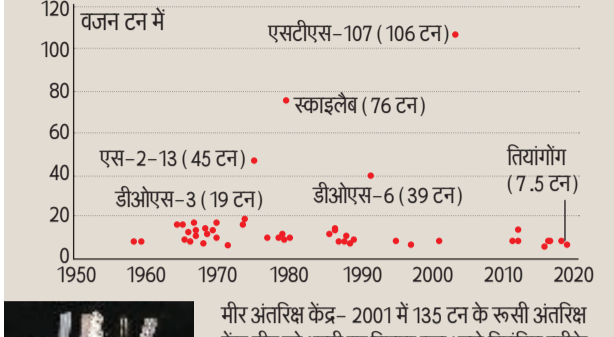 120
वजन टन में
एसटीएस-107 (106 टन)
100
80
स्काइलैब (76 टन)
60
एस-2-13 (45 टन)
तियांगोंग
(7.5 टन)
40
डीओएस-3 (19 टन)
डीओएस-6 (39 टन)
20
0
1950 1960 1970 1980 1990 2000 2010 2020
मीर अंतरिक्ष केंद्र- 2001 में 135 टन के रूसी अंतरिक्ष